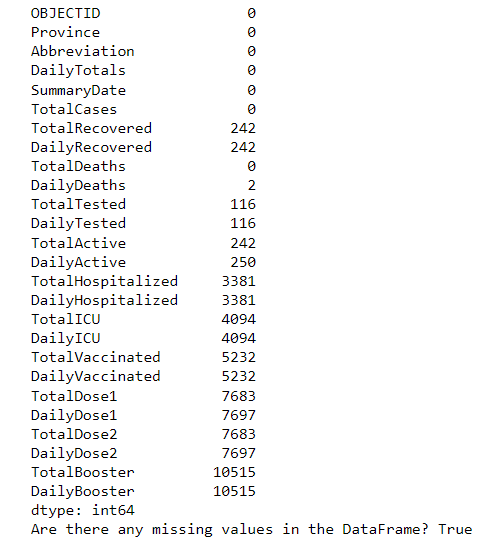 OBJECTID 0
Province 0
Abbreviation 0
DailyTotals 0
SummaryDate 0
TotalCases 0
TotalRecovered 242
DailyRecovered 242
TotalDeaths 0
DailyDeaths 2
TotalTested 116
DailyTested 116
TotalActive 242
DailyActive 250
TotalHospitalized 3381
DailyHospitalized 3381
TotalICU 4094
DailyICU 4094
TotalVaccinated 5232
DailyVaccinated 5232
TotalDose1 7683
DailyDose1 7697
TotalDose2 7683
DailyDose2 7697
TotalBooster 10515
DailyBooster 10515
dtype: int64
Are there any missing values in the DataFrame? True